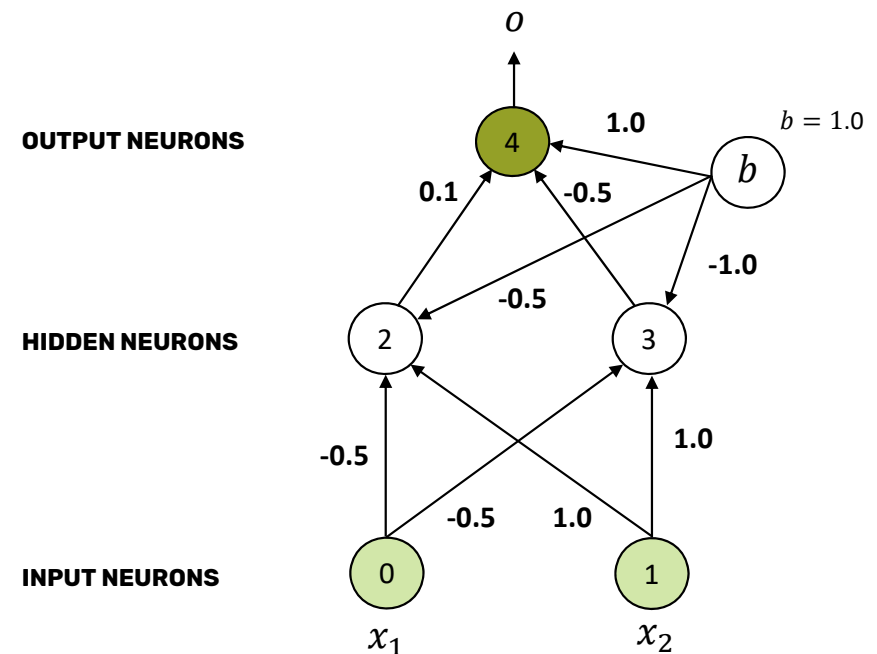 o
b = 1.0
1.0
OUTPUT NEURONS
4
b
0.1
-0.5
-1.0
-0.5
HIDDEN NEURONS
2
3
-0.5
1.0
-0.5
1.0
INPUT NEURONS
0
1
x₁
x₂